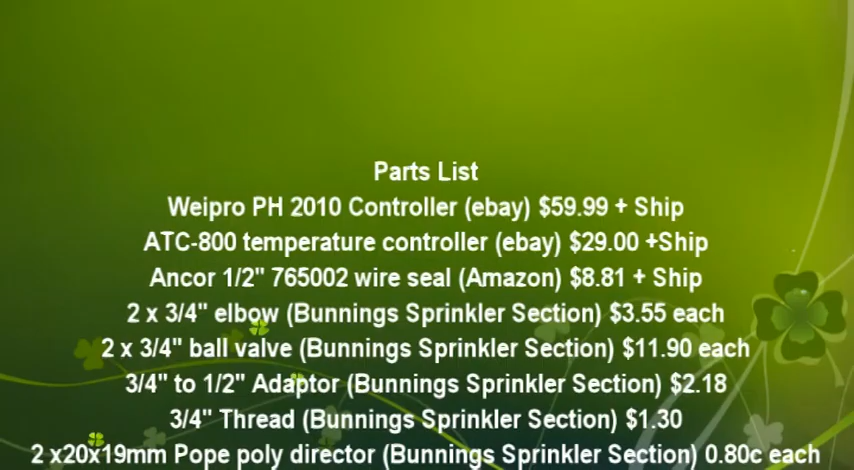 Parts List
Weipro PH 2010 Controller (ebay) $59.99 + Ship
ATC-800 temperature controller (ebay) $29.00 +Ship
Ancor 1/2" 765002 wire seal (Amazon) $8.81 + Ship
2 x 3/4" elbow (Bunnings Sprinkler Section) $3.55 each
2 x 3/4" ball valve (Bunnings Sprinkler Section) $11.90 each
3/4" to 1/2" Adaptor (Bunnings Sprinkler Section) $2.18
3/4" Thread (Bunnings Sprinkler Section) $1.30
2 x20x19mm Pope poly director (Bunnings Sprinkler Section) 0.80c each